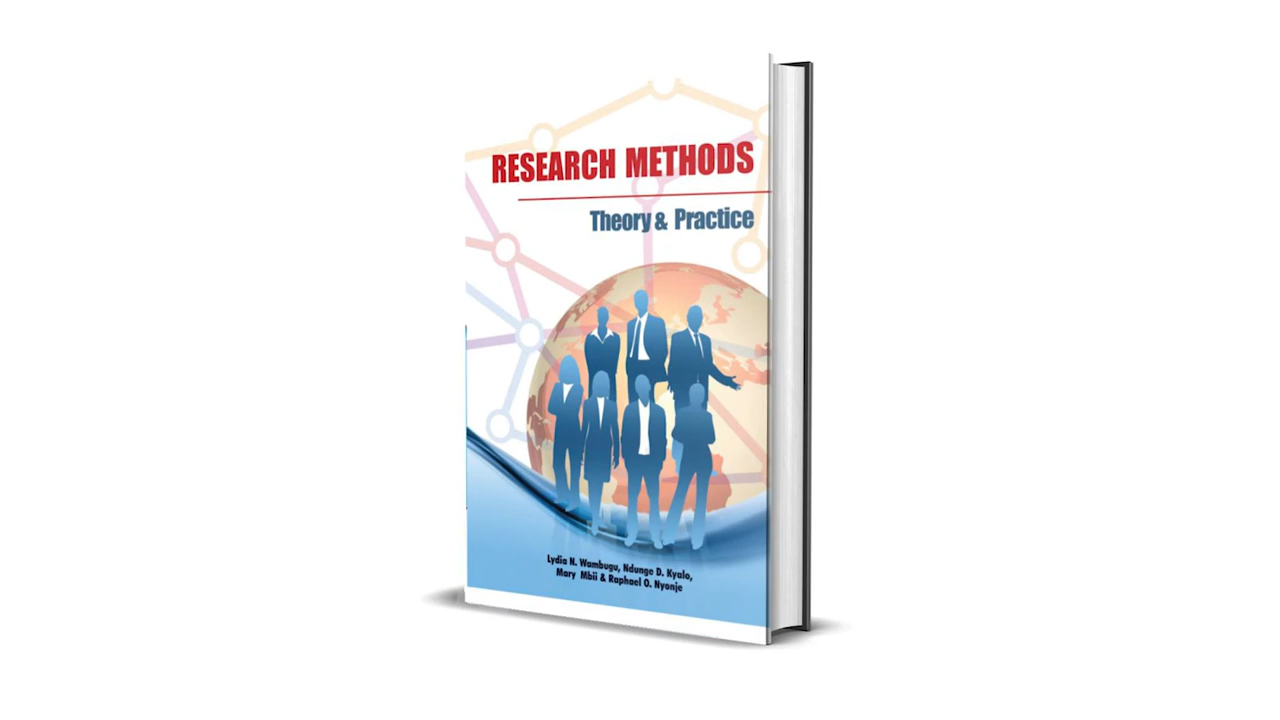 RESEARCH METHODS
Theory & Practice
Lydia N. Wambugu, Ndunge D. Kyalo,
Mary Mbii & Raphael O. Nyonje